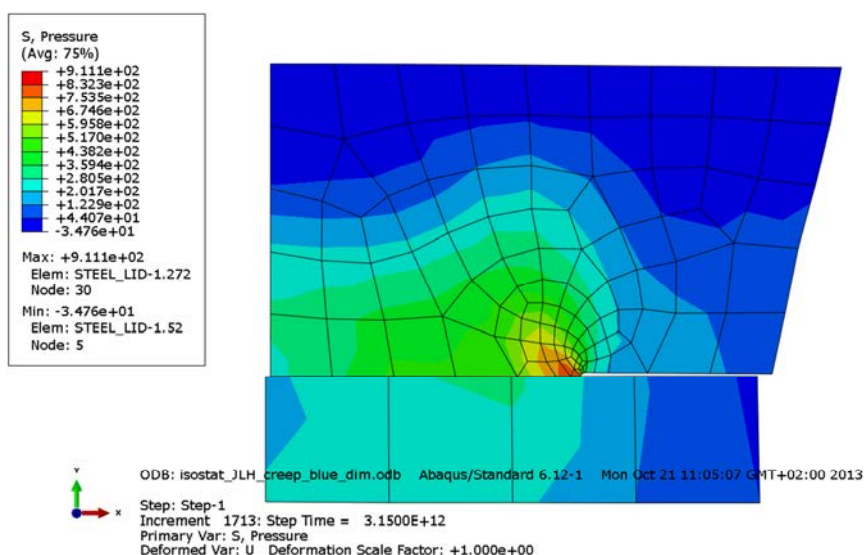 S, Pressure
(Avg: 75%)
+9.111e+02
+8.323e+02
+7.535e+02
+6.746e+02
+5.958e+02
+5.170e+02
+4.382e+02
+3.594e+02
+2.805e+02
+2.017e+02
+1.229e+02
+4.407e+01
-3.476e+01
Max: +9.111e+02
Elem: STEEL_LID-1.272
Node: 30
Min: -3.476e+01
Elem: STEEL_LID-1.52
Node: 5
Y
X
ODB: isostat_JLH_creep_blue_dim.odb Abaqus/Standard 6.12-1 Mon Oct 21 11:05:07 GMT+02:00 2013
Step: Step-1
Increment 1713: Step Time = 3.1500E+12
Primary Var: S, Pressure
Deformed Var: U Deformation Scale Factor: +1.000e+00